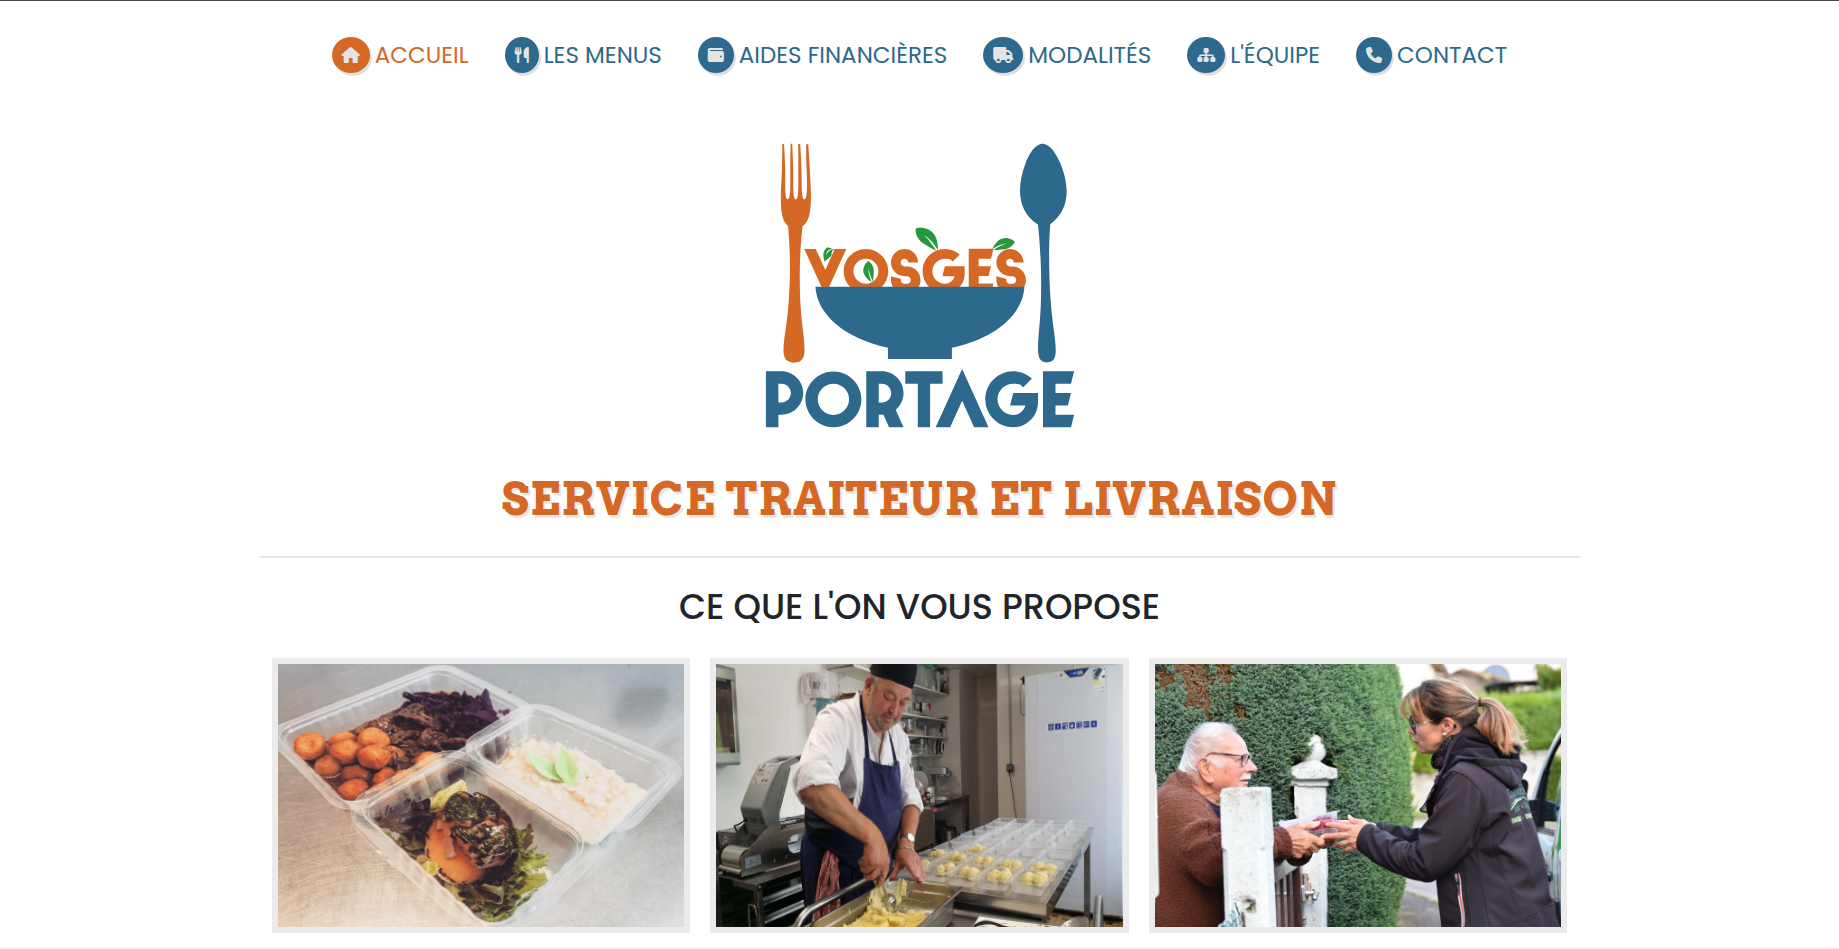 ACCUEIL LES MENUS AIDES FINANCIÈRES MODALITÉS L'ÉQUIPE CONTACT
VOSGES
PORTAGE
SERVICE TRAITEUR ET LIVRAISON
CE QUE L'ON VOUS PROPOSE